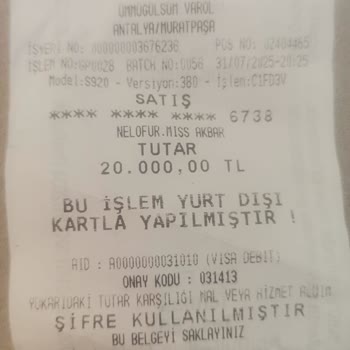 ÜMMÜGÜLSÜM VAROL
ANTALYA/MURATPAŞA
İŞYERİ NO: 000000003676236 POS NO: 02404465
İŞLEM NO:GP0028 BATCH NO:0056 31/07/2025-20:25
Model:S920 - Versiyon:380 - İşlem:C1FD3V
SATIŞ
**** **** **** 6738
NELOFUR.MISS AKBAR
TUTAR
20.000,00 TL
BU İŞLEM YURT DIŞI
KARTLA YAPILMIŞTIR !
AID : A0000000031010 (VISA DEBIT)
ONAY KODU : 031413
YUKARIDAKİ TUTAR KARŞILIĞI MAL VEYA HİZMET ALDIM
ŞİFRE KULLANILMIŞTIR
BU BELGEYİ SAKLAYINIZ